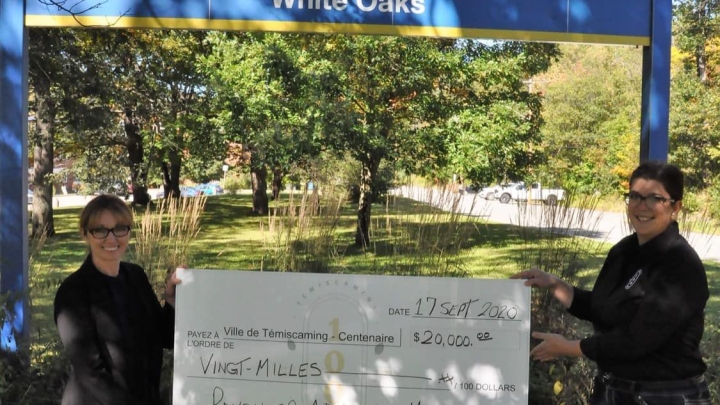 White Oaks
TÉMISCAMING
100
DATE 17 SEPT 2020
PAYEZ À Ville de Témiscaming - Centenaire $20,000.00
L'ORDRE DE
VINGT-MILLES XX/100 DOLLARS